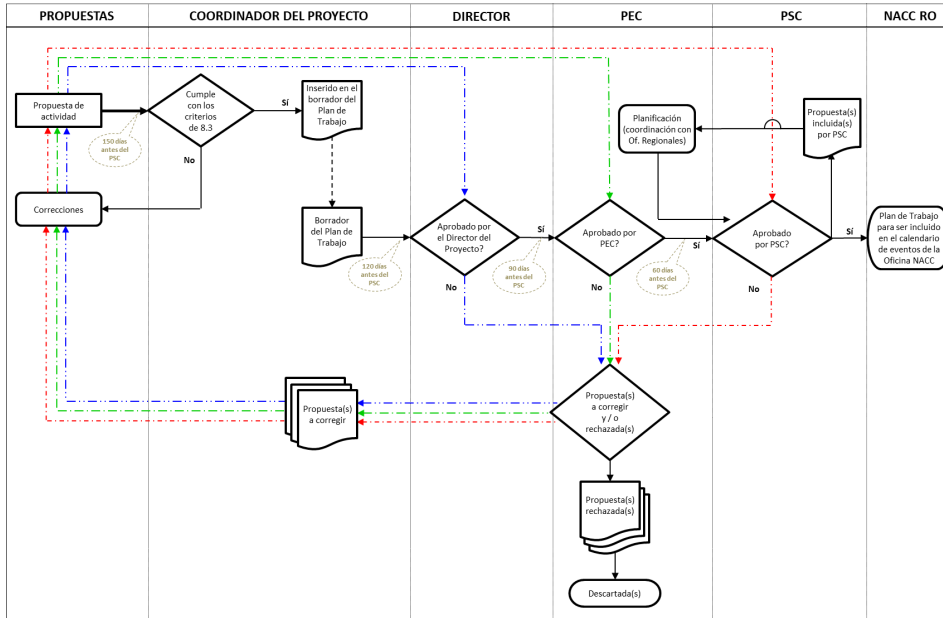 PROPUESTAS
COORDINADOR DEL PROYECTO
DIRECTOR
PEC
PSC
NACC RO
Propuesta de
actividad
150 días
antes del
PSC
Cumple
con los
criterios
de 8.3
Sí
No
Inserido en el
borrador del
Plan de
Trabajo
Planificación
(coordinación con
Of. Regionales)
Propuesta(s)
incluida(s)
por PSC
Correcciones
Borrador
del Plan
de Trabajo
120 días
antes del
PSC
Aprobado por
el Director del
Proyecto?
Sí
No
90 días
antes del
PSC
Aprobado por
PEC?
Sí
No
60 días
antes del
PSC
Aprobado
por PSC?
Sí
No
Plan de Trabajo
para ser incluido
en el calendario
de eventos de la
Oficina NACC
Propuesta(s)
a corregir
Propuesta(s)
a corregir
y / o
rechazada(s)
Propuesta(s)
rechazada(s)
Descartada(s)